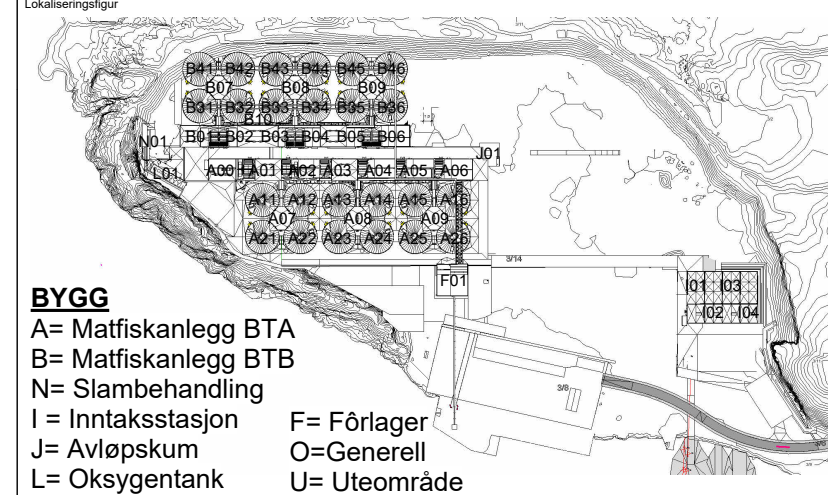 Lokaliseringsfigur
B41 B42 B43 B44 B45 B46
B07 B08 B09
B31 B32 B33 B34 B35 B36
B10
B01 B02 B03 B04 B05 B06
N01
J01
L01
A00 A01 A02 A03 A04 A05 A06
A11 A12 A13 A14 A15 A16
A07 A08 A09
A21 A22 A23 A24 A25 A26
3/14
F01
I01 I03
I02 I04
3/8
BYGG
A= Matfiskanlegg BTA
B= Matfiskanlegg BTB
N= Slambehandling
I = Inntaksstasjon
J= Avløpskum
L= Oksygentank
F= Fôrlager
O=Generell
U= Uteområde